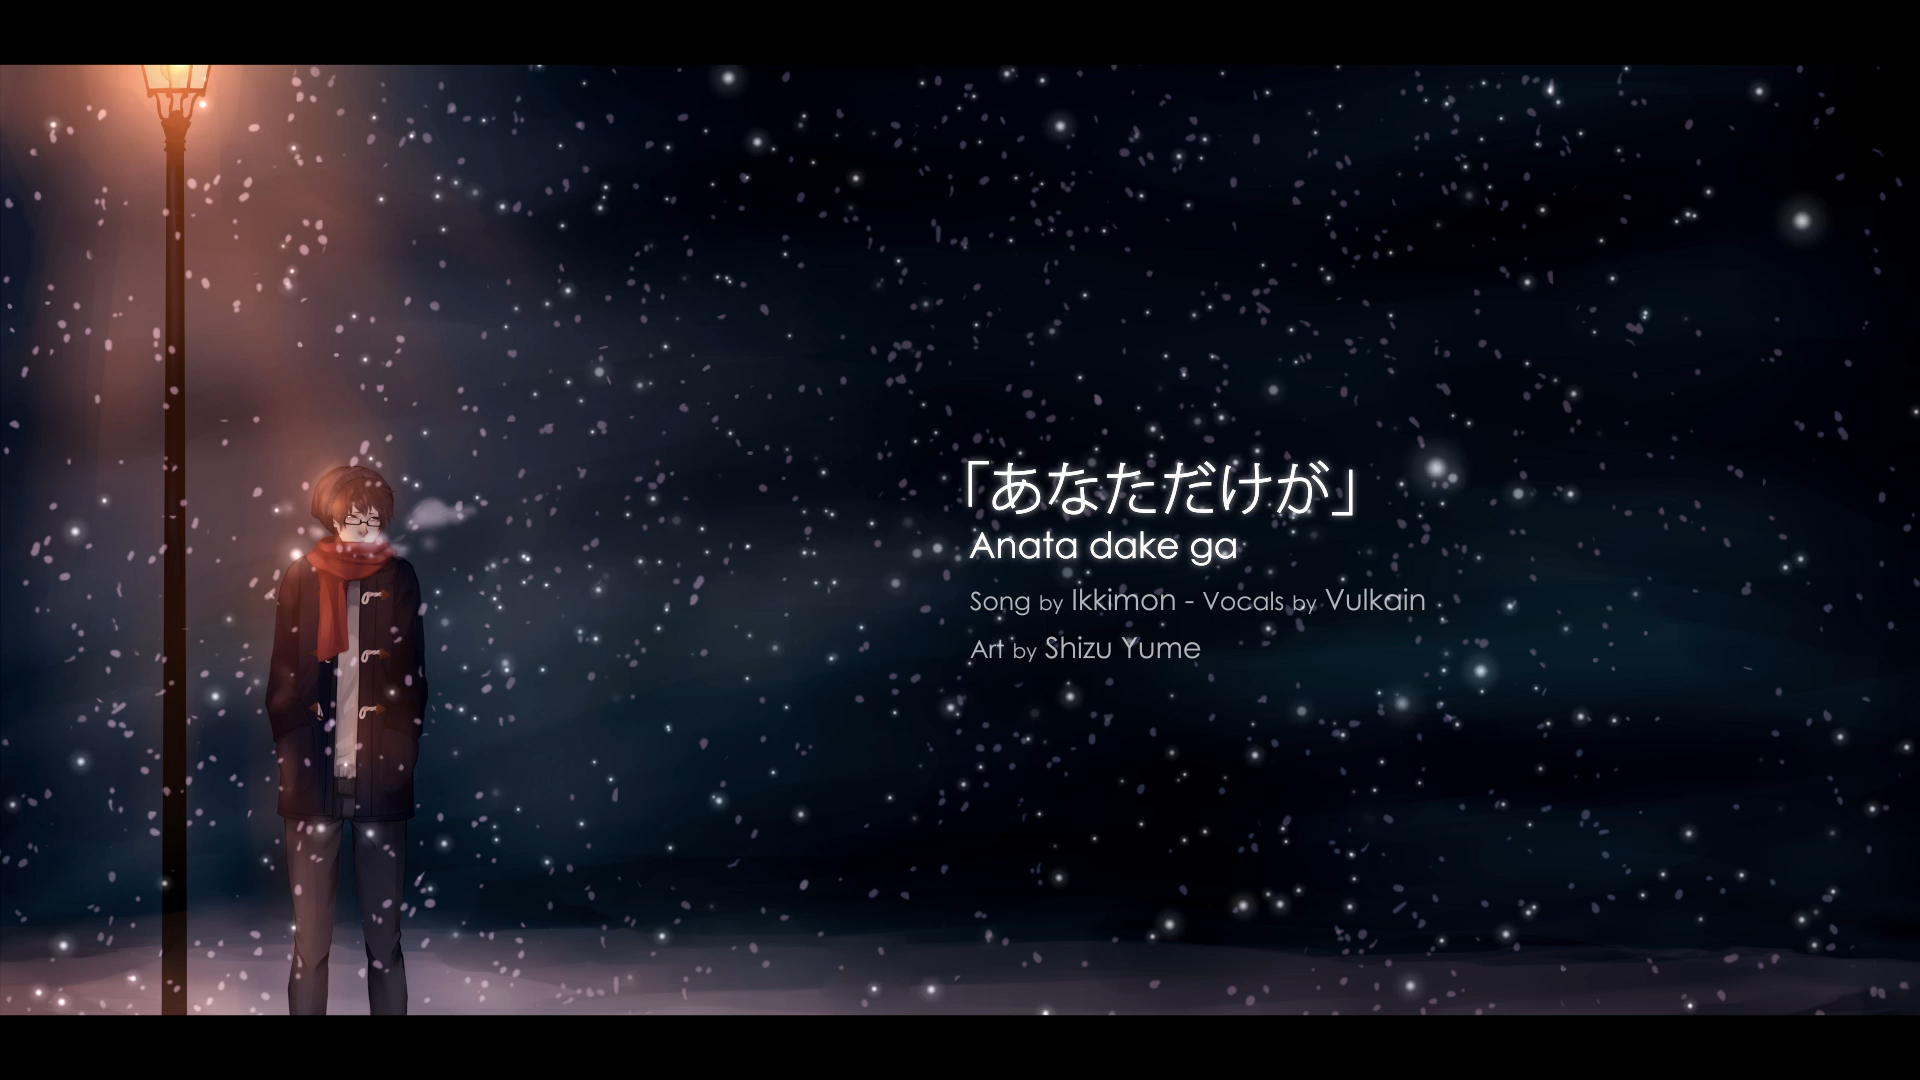 「あなただけが」
Anata dake ga
Song by Ikkimon - Vocals by Vulkain
Art by Shizu Yume